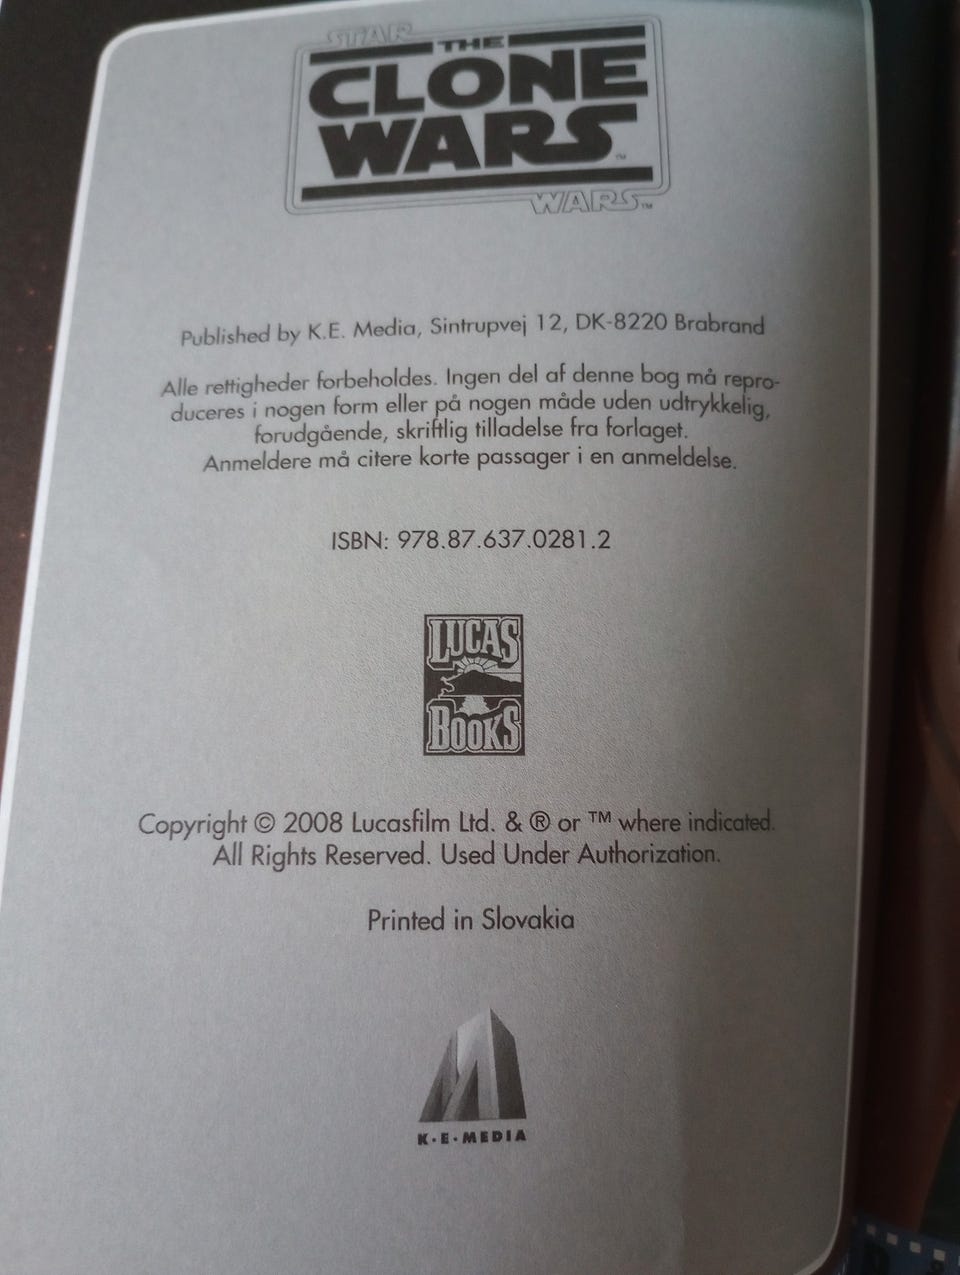 STAR
THE
CLONE
WARS™
WARS™
Published by K.E. Media, Sintrupvej 12, DK-8220 Brabrand
Alle rettigheder forbeholdes. Ingen del af denne bog må repro-
duceres i nogen form eller på nogen måde uden udtrykkelig,
forudgående, skriftlig tilladelse fra forlaget.
Anmeldere må citere korte passager i en anmeldelse.
ISBN: 978.87.637.0281.2
LUCAS
BOOKS
Copyright © 2008 Lucasfilm Ltd. & ® or ™ where indicated.
All Rights Reserved. Used Under Authorization.
Printed in Slovakia
K·E·MEDIA